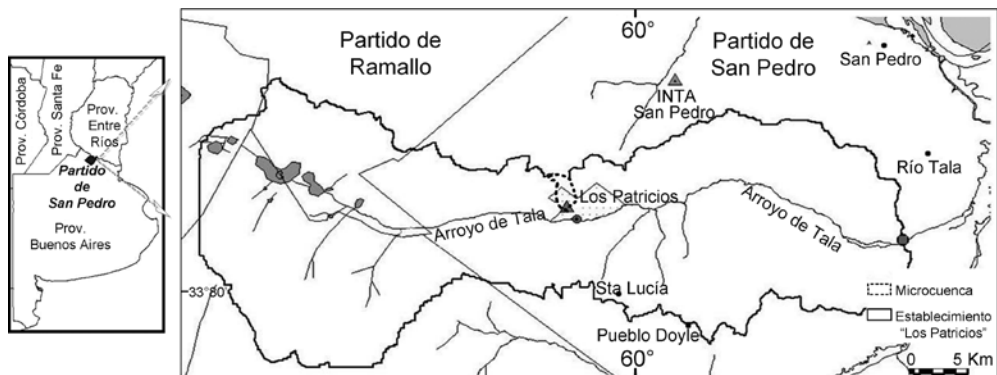 Prov. Córdoba
Prov. Santa Fe
Prov.
Entre
Ríos
Partido
de
San Pedro
Prov.
Buenos Aires
Partido de
Ramallo
60°
Partido de
San Pedro
San Pedro
INTA
San Pedro
Río Tala
Los Patricios
Arroyo de Tala
Arroyo de Tala
33°80
Sta Lucía
Pueblo Doyle
60°
Microcuenca
Establecimiento
"Los Patricios"
0 5 Km